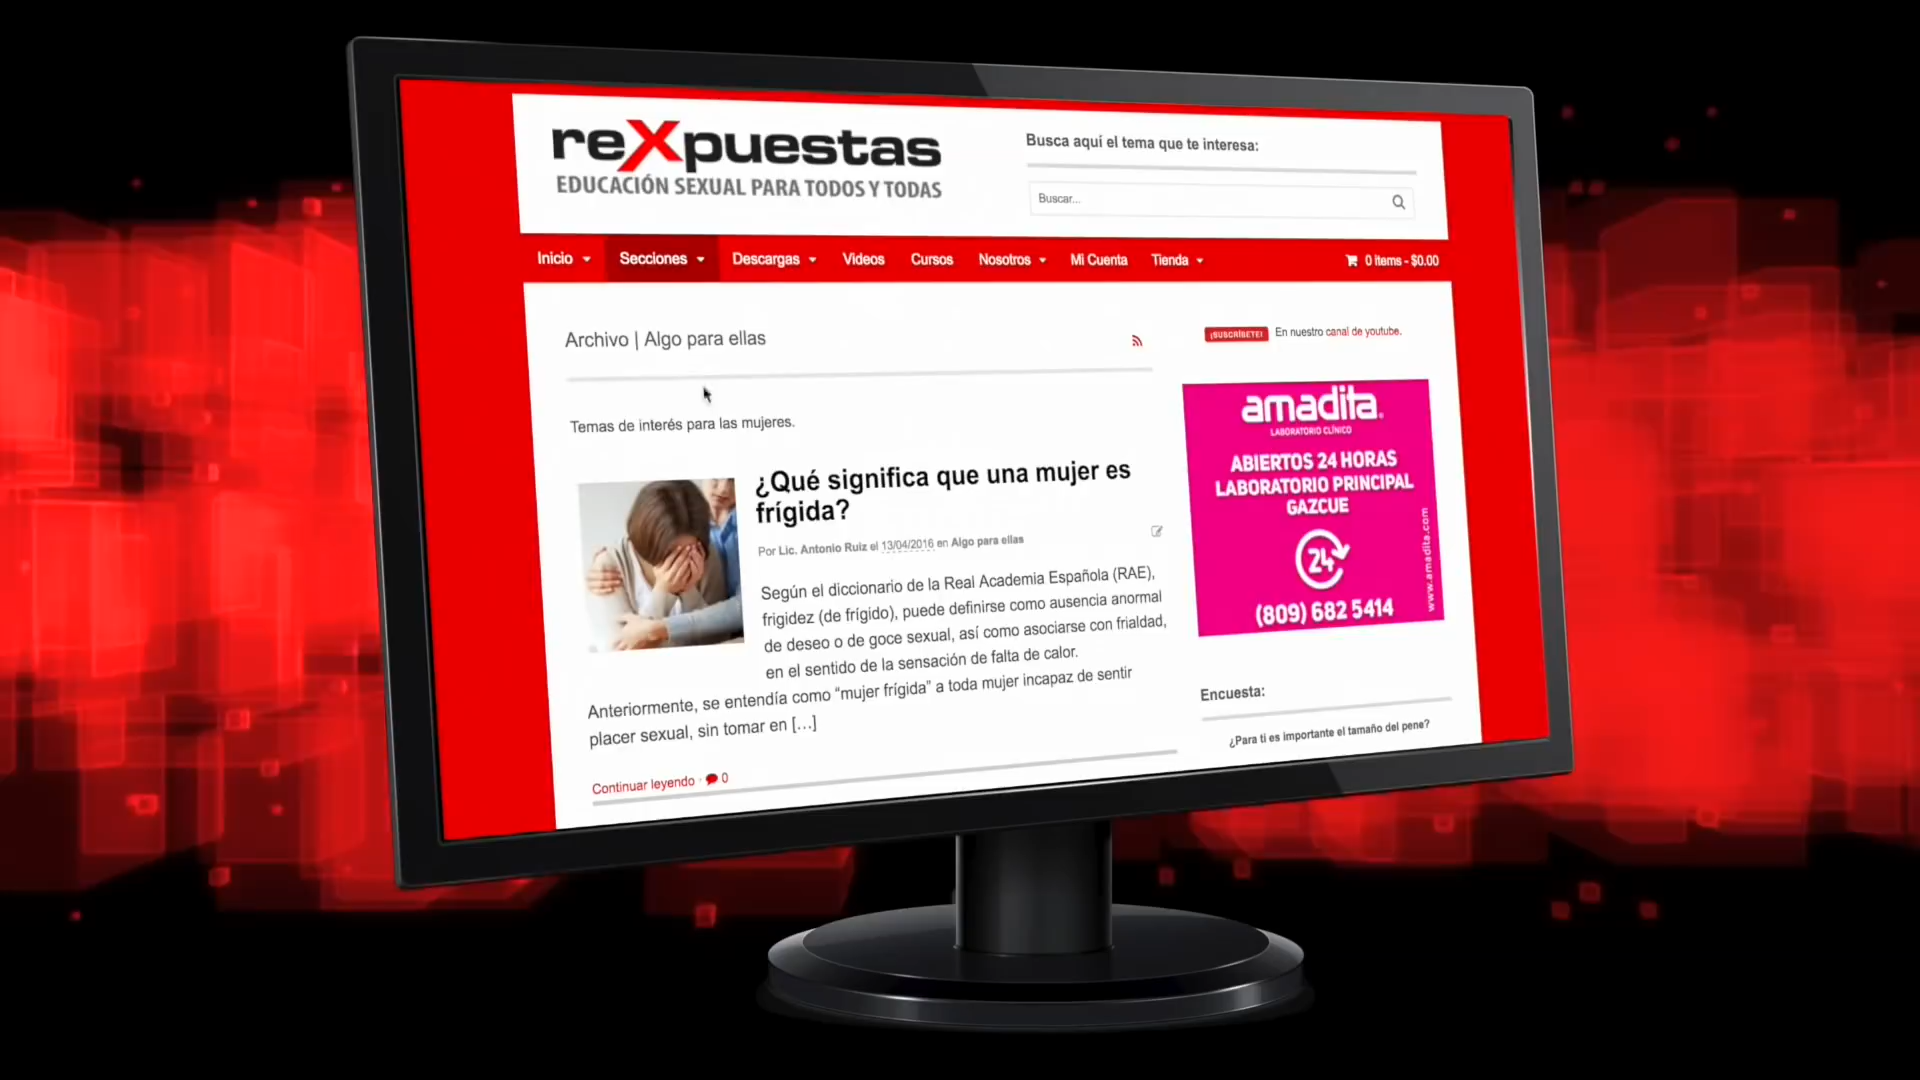 reXpuestas
EDUCACIÓN SEXUAL PARA TODOS Y TODAS
Busca aquí el tema que te interesa:
Buscar...
Inicio Secciones Descargas Videos Cursos Nosotros Mi Cuenta Tienda 0 items - $0.00
Archivo | Algo para ellas
Temas de interés para las mujeres.
¿Qué significa que una mujer es
frígida?
Por Lic. Antonio Ruiz el 13/04/2016 en Algo para ellas
Según el diccionario de la Real Academia Española (RAE),
frigidez (de frígido), puede definirse como ausencia anormal
de deseo o de goce sexual, así como asociarse con frialdad,
en el sentido de la sensación de falta de calor.
Anteriormente, se entendía como “mujer frígida” a toda mujer incapaz de sentir
placer sexual, sin tomar en [...]
Continuar leyendo · 0
¡SUSCRÍBETE! En nuestro canal de youtube.
amadita
LABORATORIO CLÍNICO
ABIERTOS 24 HORAS
LABORATORIO PRINCIPAL
GAZCUE
24
(809) 682 5414
www.amadita.com
Encuesta:
¿Para ti es importante el tamaño del pene?